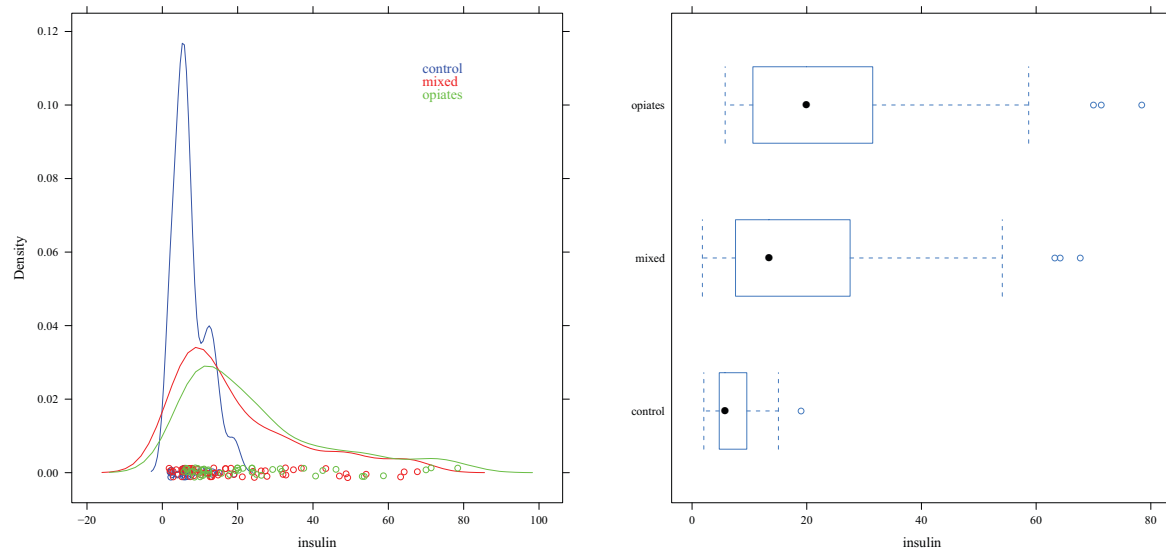 0.12
0.10
0.08
0.06
0.04
0.02
0.00
Density
control
mixed
opiates
−20 0 20 40 60 80 100
insulin
opiates
mixed
control
0 20 40 60 80
insulin